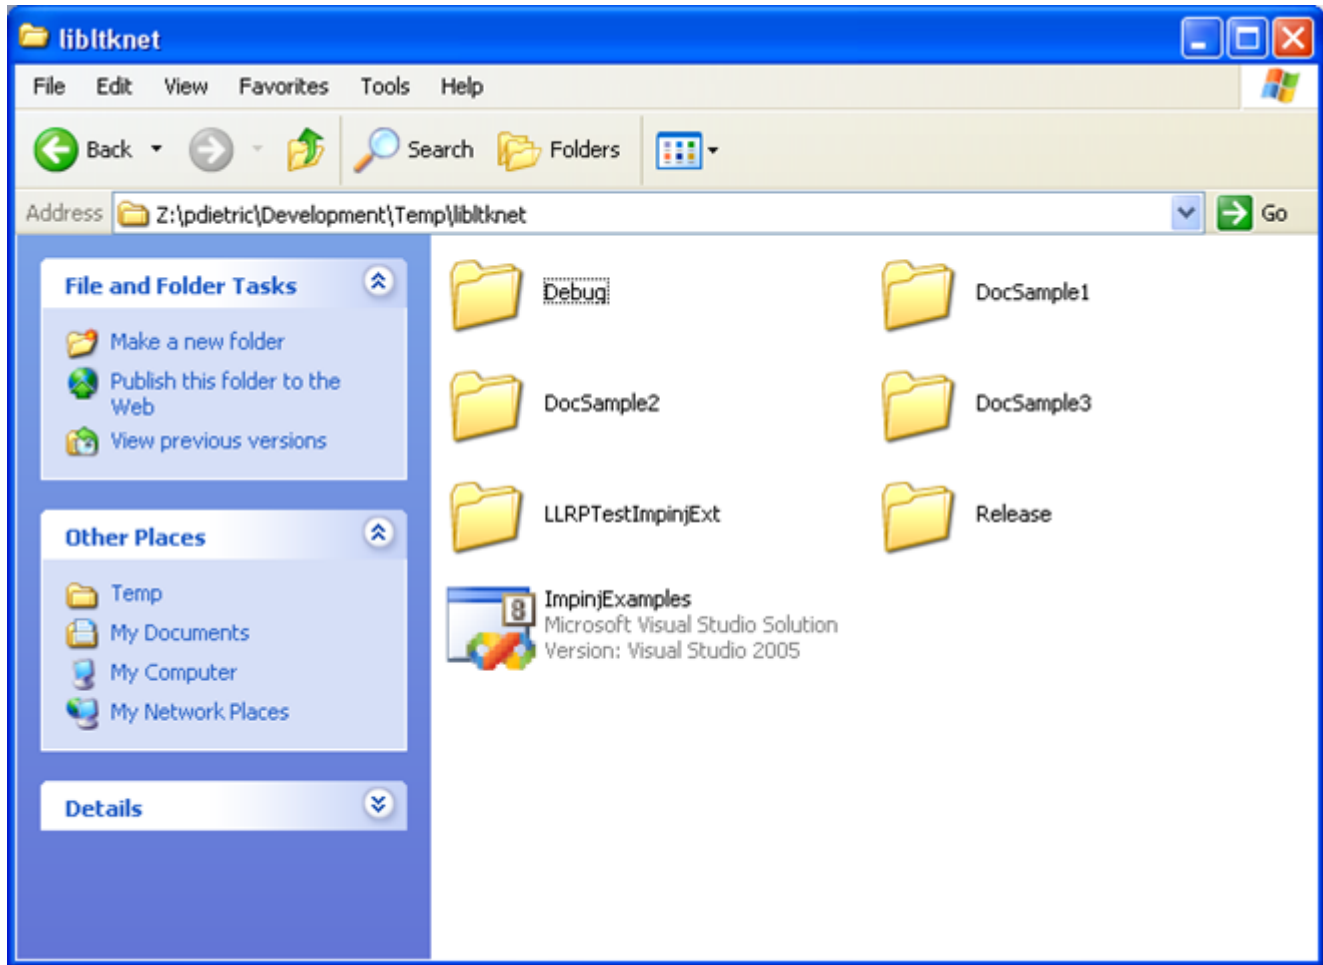 libltknet
File Edit View Favorites Tools Help
Back Search Folders
Address Z:\pdietric\Development\Temp\libltknet Go
File and Folder Tasks
Make a new folder
Publish this folder to the
Web
View previous versions
Other Places
Temp
My Documents
My Computer
My Network Places
Details
Debug DocSample1
DocSample2 DocSample3
LLRPTestImpinjExt Release
8
ImpinjExamples
Microsoft Visual Studio Solution
Version: Visual Studio 2005